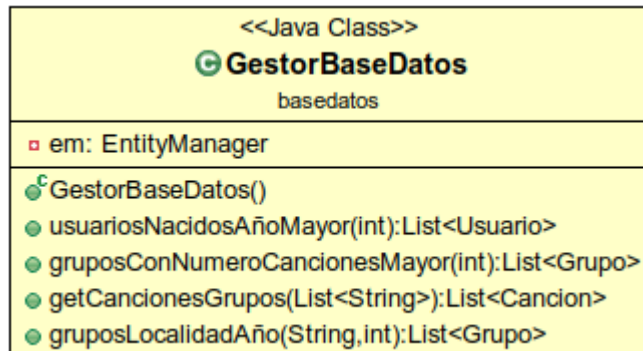 <<Java Class>>
GestorBaseDatos
basedatos
em: EntityManager
GestorBaseDatos()
usuariosNacidosAñoMayor(int):List<Usuario>
gruposConNumeroCancionesMayor(int):List<Grupo>
getCancionesGrupos(List<String>):List<Cancion>
gruposLocalidadAño(String,int):List<Grupo>